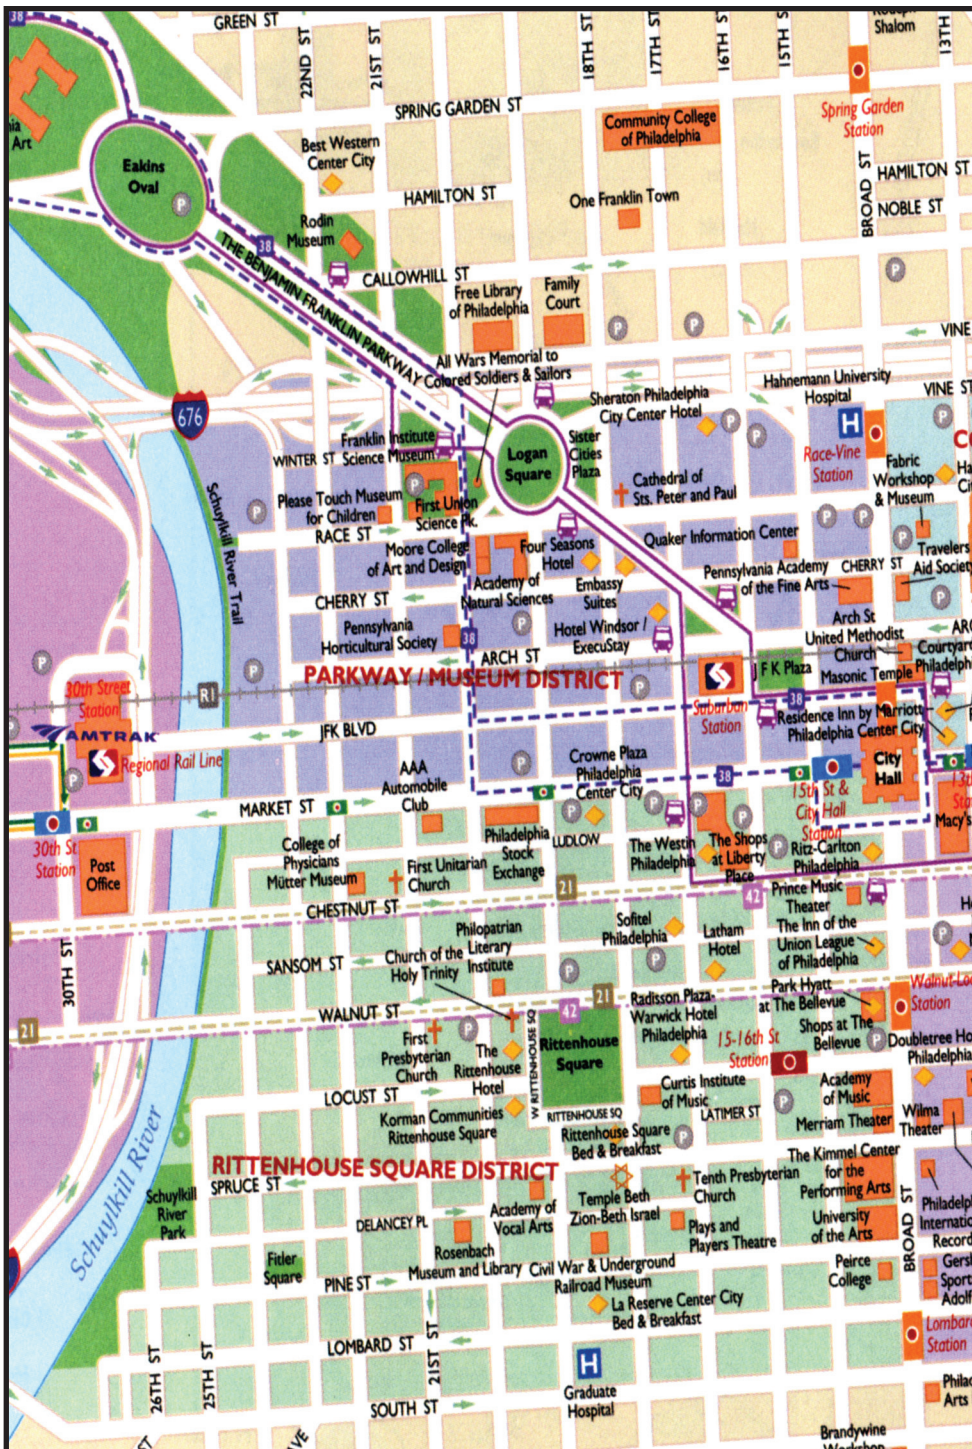 38
GREEN ST
22ND ST
21ST ST
18TH ST
17TH ST
16TH ST
15TH ST
Shalom
13TH
SPRING GARDEN ST
Spring Garden
Station
Community College
of Philadelphia
Art
Eakins
Oval
P
Best Western
Center City
HAMILTON ST
HAMILTON ST
BROAD ST
NOBLE ST
One Franklin Town
Rodin
Museum
38
THE BENJAMIN FRANKLIN PARKWAY
CALLOWHILL ST
P
Free Library
of Philadelphia
Family
Court
P
P
VINE
All Wars Memorial to
Colored Soldiers & Sailors
676
Sheraton Philadelphia
City Center Hotel
P
P
Hahnemann University
Hospital
H
VINE ST
P
Race-Vine
Station
Franklin Institute
Science Museum
WINTER ST
P
Logan
Square
Sister
Cities
Plaza
Cathedral of
Sts. Peter and Paul
Fabric
Workshop
& Museum
Please Touch Museum
for Children
First Union
Science Pk.
RACE ST
P
Schuylkill River Trail
Moore College
of Art and Design
Four Seasons
Hotel
Quaker Information Center
P
P
P
Travelers
Aid Society
Academy of
Natural Sciences
Embassy
Suites
Pennsylvania Academy
of the Fine Arts
CHERRY ST
P
CHERRY ST
Pennsylvania
Horticultural Society
38
P
Hotel Windsor /
ExecuStay
Arch St
United Methodist
Church
ARCH ST
Courtyard
Philadelph
P
P
PARKWAY / MUSEUM DISTRICT
P
J F K Plaza
Masonic Temple
R1
30th Street
Station
AMTRAK
Regional Rail Line
Suburban
Station
38
Residence Inn by Marriott
Philadelphia Center City
JFK BLVD
AAA
Automobile
Club
P
Crowne Plaza
Philadelphia
Center City
38
City
Hall
P
15th St &
City Hall
Station
13th
Macy's
MARKET ST
30th St
Station
Post
Office
College of
Physicians
Mütter Museum
First Unitarian
Church
Philadelphia
Stock
Exchange
P
P
LUDLOW
The Westin
Philadelphia
P
P
The Shops
at Liberty
Place
P
Ritz-Carlton
Philadelphia
21
42
CHESTNUT ST
21
Prince Music
Theater
30TH ST
SANSOM ST
Philopatrian
Literary
Institute
Church of the
Holy Trinity
P
Sofitel
Philadelphia
P
Latham
Hotel
The Inn of the
Union League
of Philadelphia
P
21
WALNUT ST
42
21
Radisson Plaza-
Warwick Hotel
Philadelphia
Park Hyatt
at The Bellevue
Station
First
Presbyterian
Church
P
The
Rittenhouse
Hotel
W RITTENHOUSE SQ
Rittenhouse
Square
15-16th St
Station
Shops at The
Bellevue
P
Philadelphia
LOCUST ST
RITTENHOUSE SQ
Korman Communities
Rittenhouse Square
Curtis Institute
of Music
LATIMER ST
P
Academy
of Music
Merriam Theater
Wilma
Theater
Rittenhouse Square
Bed & Breakfast
P
Schuylkill River
RITTENHOUSE SQUARE DISTRICT
SPRUCE ST
Schuylkill
River
Park
Temple Beth
Zion-Beth Israel
Tenth Presbyterian
Church
The Kimmel Center
for the
Performing Arts
Academy of
Vocal Arts
DELANCEY PL
Plays and
Players Theatre
University
of the Arts
BROAD ST
Rosenbach
Museum and Library
Fitler
Square
PINE ST
Civil War & Underground
Railroad Museum
Peirce
College
La Reserve Center City
Bed & Breakfast
LOMBARD ST
Lombard
Station
26TH ST
25TH ST
21ST ST
H
Graduate
Hospital
SOUTH ST
Arts
Brandywine
Workshop